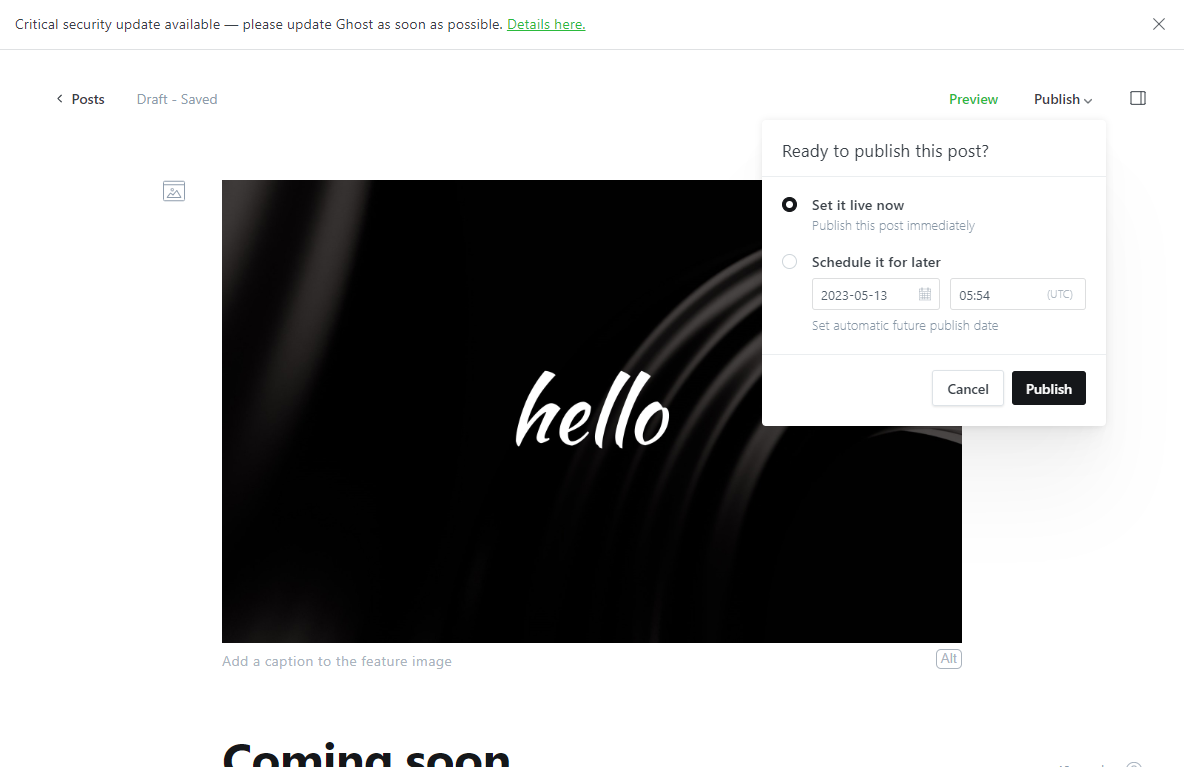 Critical security update available — please update Ghost as soon as possible. Details here.
Posts
Draft - Saved
Preview
Publish
Ready to publish this post?
Set it live now
Publish this post immediately
Schedule it for later
2023-05-13
05:54
(UTC)
Set automatic future publish date
Cancel
Publish
hello
Add a caption to the feature image
Alt
Coming soon